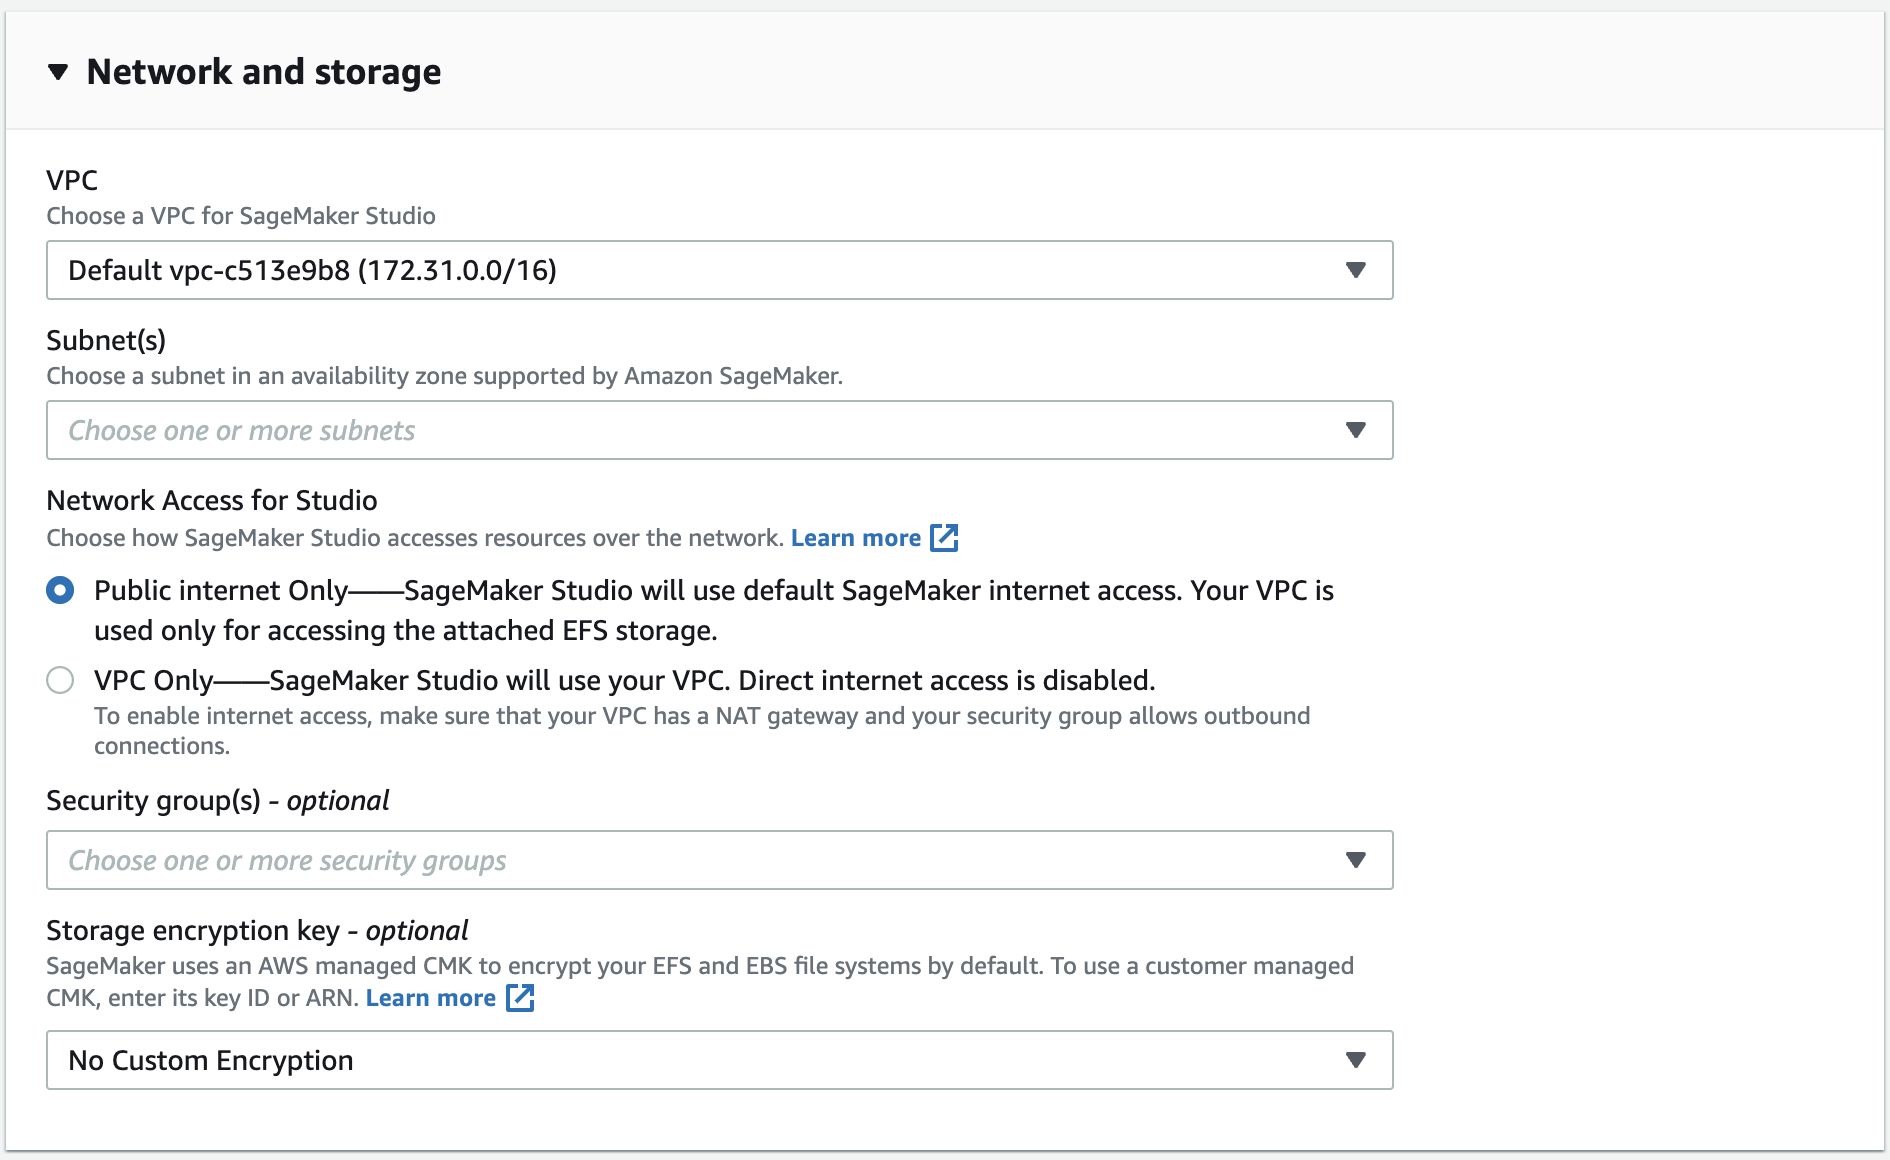 Network and storage
VPC
Choose a VPC for SageMaker Studio
Default vpc-c513e9b8 (172.31.0.0/16)
Subnet(s)
Choose a subnet in an availability zone supported by Amazon SageMaker.
Choose one or more subnets
Network Access for Studio
Choose how SageMaker Studio accesses resources over the network. Learn more
Public internet Only——SageMaker Studio will use default SageMaker internet access. Your VPC is
used only for accessing the attached EFS storage.
VPC Only——SageMaker Studio will use your VPC. Direct internet access is disabled.
To enable internet access, make sure that your VPC has a NAT gateway and your security group allows outbound
connections.
Security group(s) - optional
Choose one or more security groups
Storage encryption key - optional
SageMaker uses an AWS managed CMK to encrypt your EFS and EBS file systems by default. To use a customer managed
CMK, enter its key ID or ARN. Learn more
No Custom Encryption